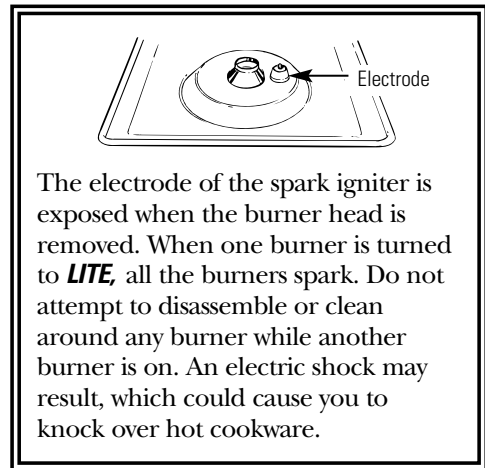 Electrode
The electrode of the spark igniter is
exposed when the burner head is
removed. When one burner is turned
to LITE, all the burners spark. Do not
attempt to disassemble or clean
around any burner while another
burner is on. An electric shock may
result, which could cause you to
knock over hot cookware.